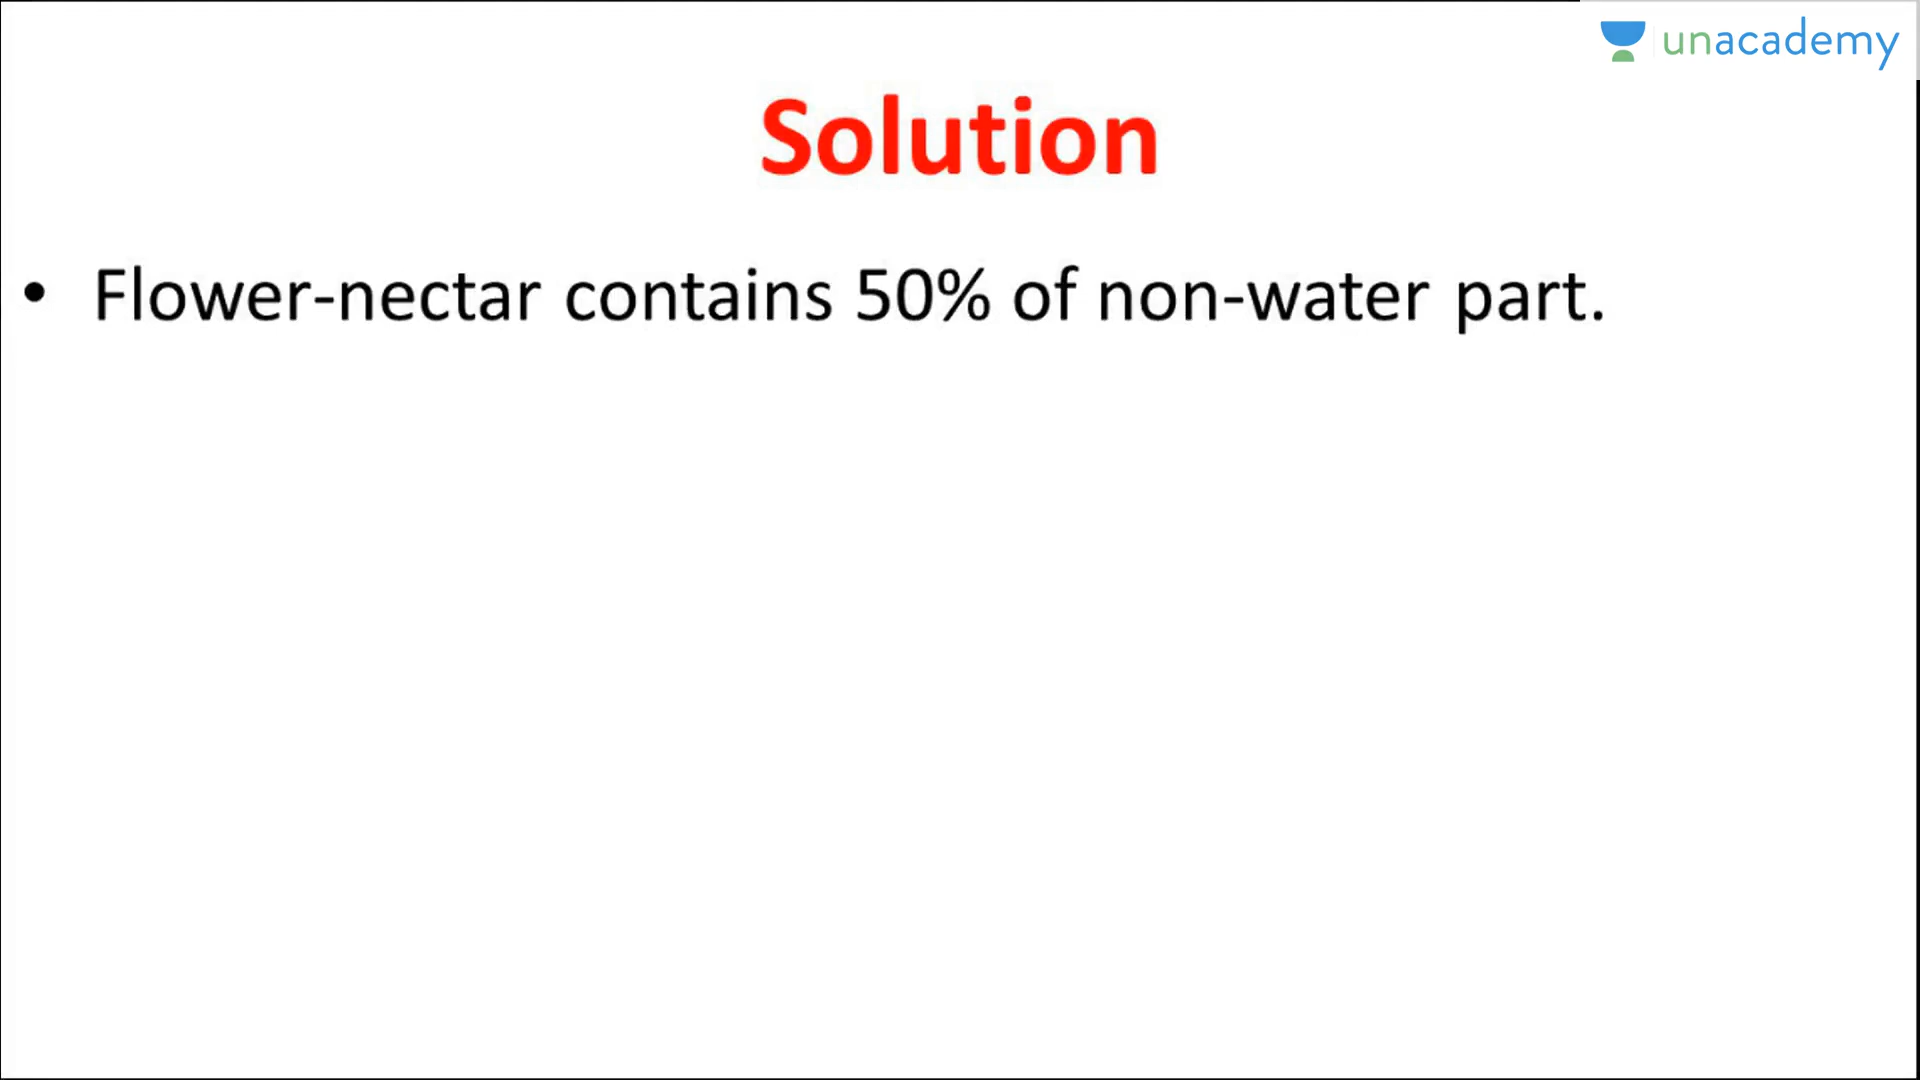 unacademy
Solution
• Flower-nectar contains 50% of non-water part.